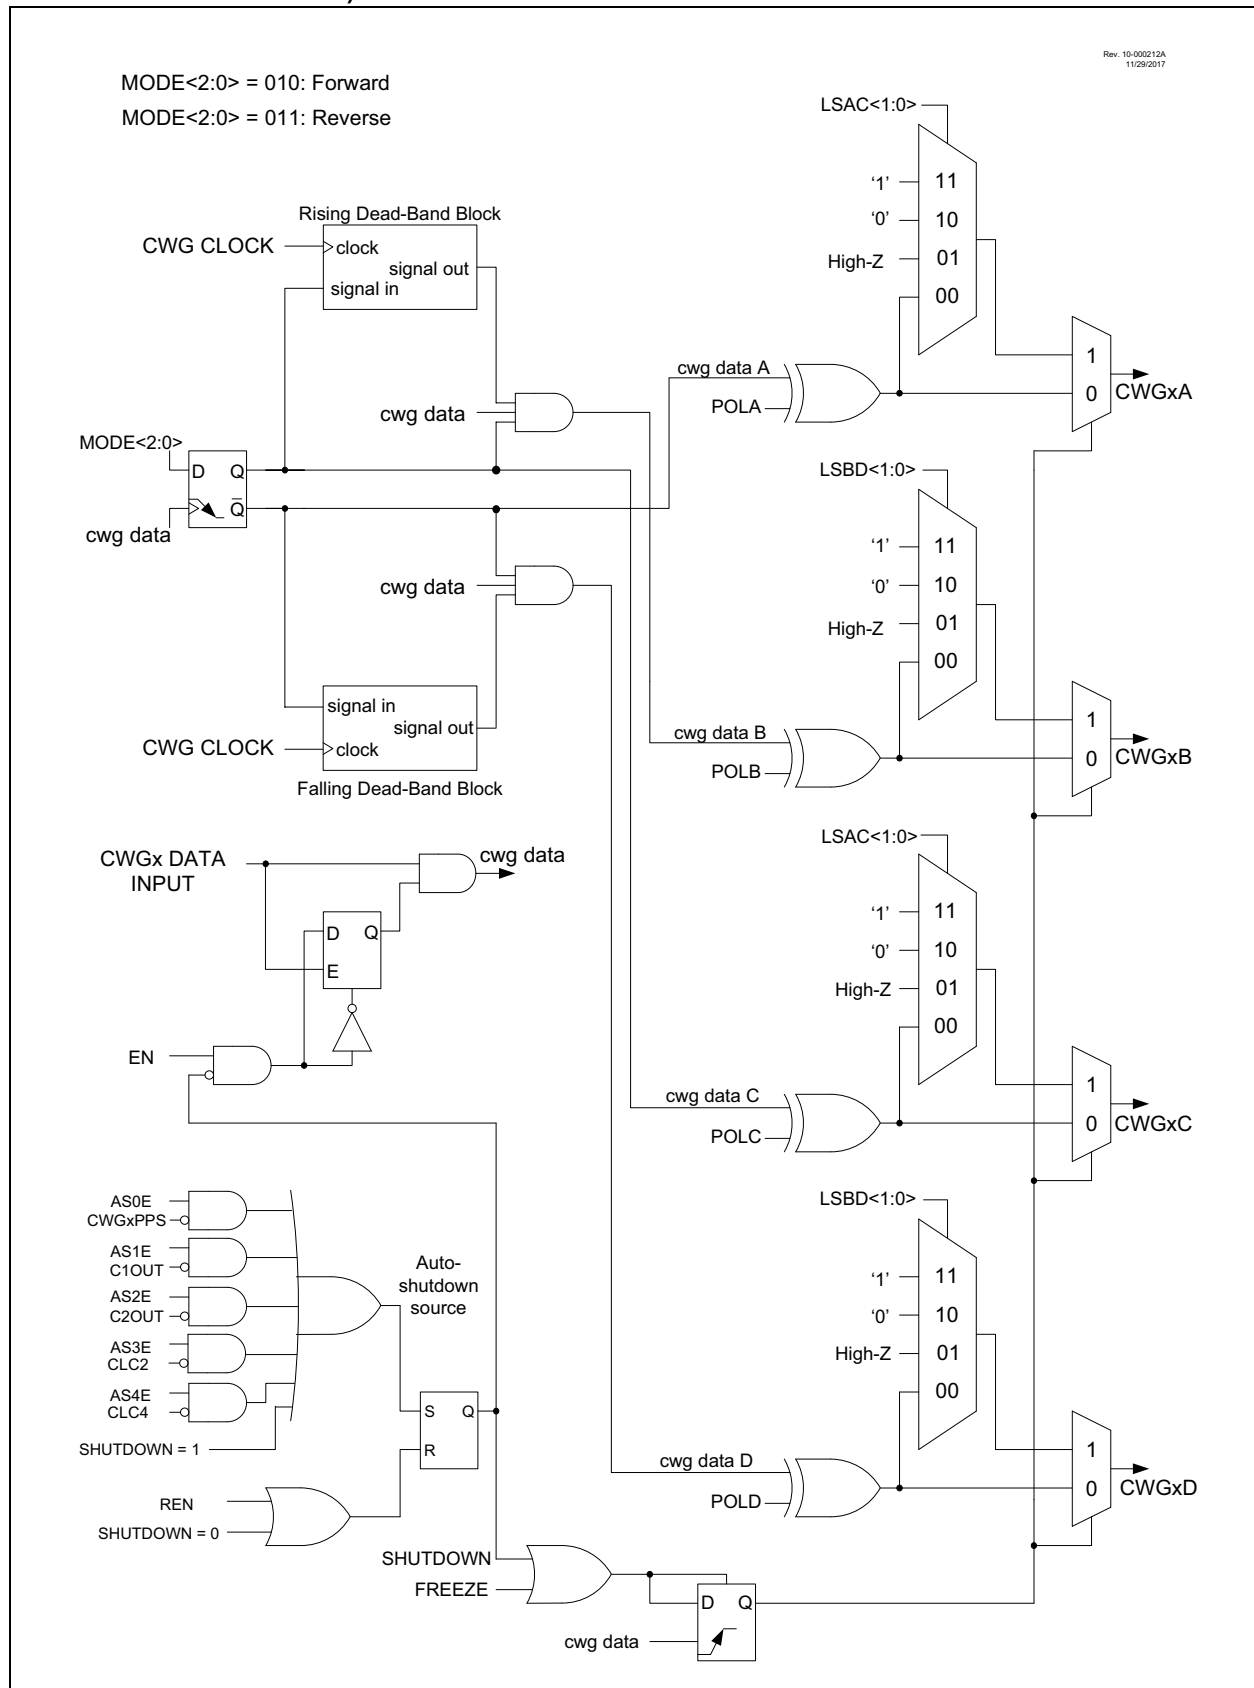 Rev. 10-000212A
11/29/2017
MODE<2:0> = 010: Forward
MODE<2:0> = 011: Reverse
LSAC<1:0>
'1'
11
'0'
10
High-Z
01
00
1
0
CWGxA
cwg data A
POLA
Rising Dead-Band Block
CWG CLOCK
clock
signal out
signal in
cwg data
MODE<2:0>
D
Q
Q
cwg data
cwg data
signal in
signal out
CWG CLOCK
clock
Falling Dead-Band Block
LSBD<1:0>
'1'
11
'0'
10
High-Z
01
00
1
0
CWGxB
cwg data B
POLB
CWGx DATA
INPUT
cwg data
D
Q
E
EN
LSAC<1:0>
'1'
11
'0'
10
High-Z
01
00
1
0
CWGxC
cwg data C
POLC
AS0E
CWGxPPS
AS1E
C1OUT
AS2E
C2OUT
AS3E
CLC2
AS4E
CLC4
SHUTDOWN = 1
Auto-
shutdown
source
S
Q
R
REN
SHUTDOWN = 0
LSBD<1:0>
'1'
11
'0'
10
High-Z
01
00
1
0
CWGxD
cwg data D
POLD
SHUTDOWN
FREEZE
D
Q
cwg data